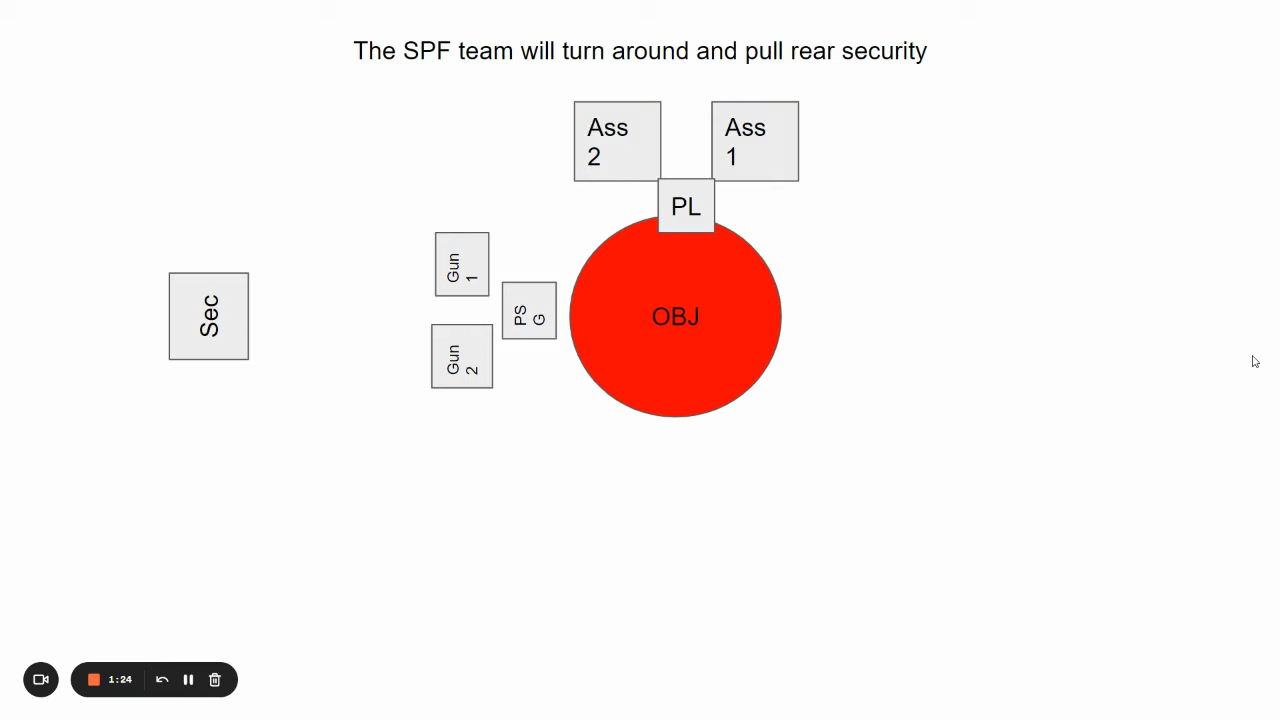 The SPF team will turn around and pull rear security
Ass
2
Ass
1
PL
Gun
1
PS
G
Sec
OBJ
Gun
2
1:24